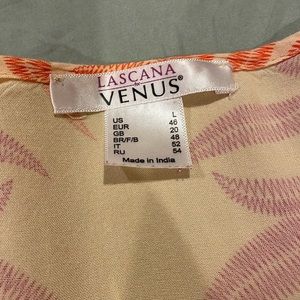 LASCANA
VENUS®
US L
EUR 46
GB 20
BR/F/B 48
IT 52
RU 54
Made in India